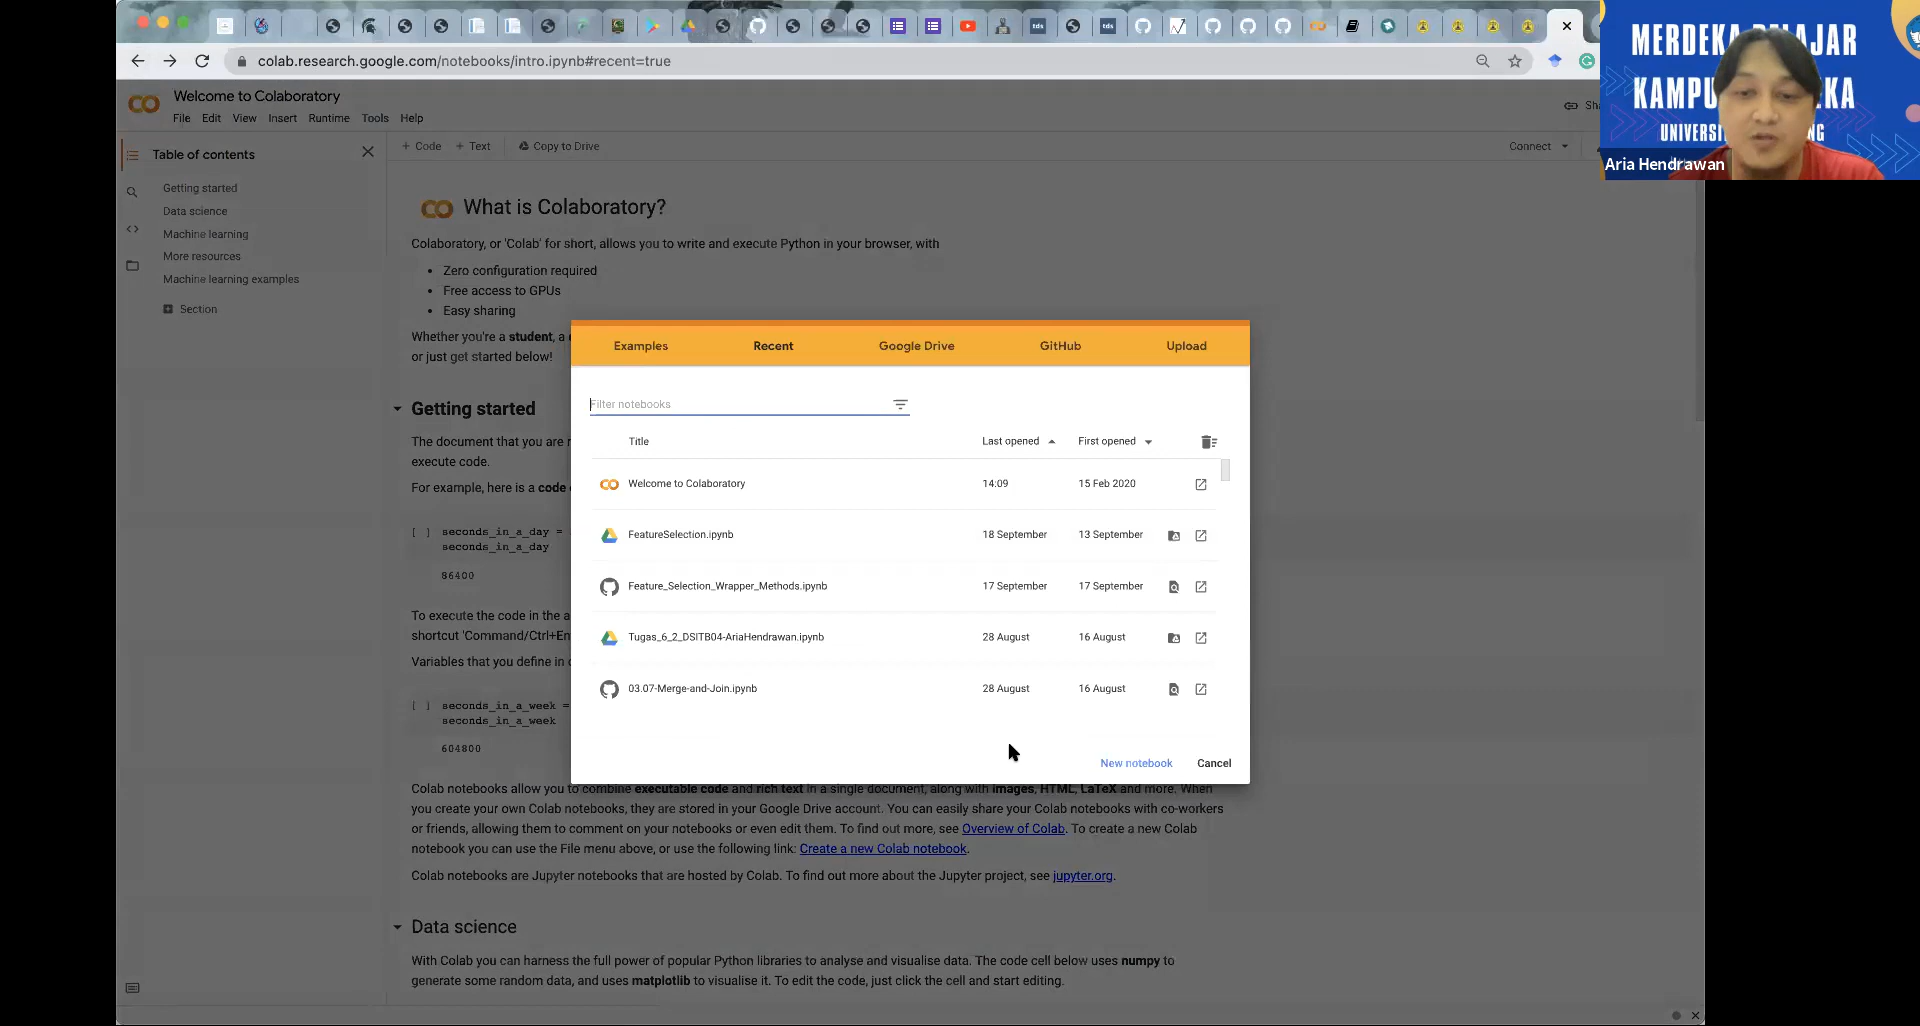 colab.research.google.com/notebooks/intro.ipynb#recent=true
Welcome to Colaboratory
File Edit View Insert Runtime Tools Help
Table of contents
Getting started
Data science
Machine learning
More resources
Machine learning examples
Section
+ Code + Text Copy to Drive
Connect
What is Colaboratory?
Colaboratory, or 'Colab' for short, allows you to write and execute Python in your browser, with
• Zero configuration required
• Free access to GPUs
• Easy sharing
Whether you're a student, a
or just get started below!
Getting started
The document that you are
execute code.
For example, here is a code
[ ] seconds_in_a_day =
seconds_in_a_day
86400
To execute the code in the
shortcut 'Command/Ctrl+En
Variables that you define in
[ ] seconds_in_a_week =
seconds_in_a_week
604800
Examples Recent Google Drive GitHub Upload
Filter notebooks
Title Last opened First opened
Welcome to Colaboratory 14:09 15 Feb 2020
FeatureSelection.ipynb 18 September 13 September
Feature_Selection_Wrapper_Methods.ipynb 17 September 17 September
Tugas_6_2_DSITB04-AriaHendrawan.ipynb 28 August 16 August
03.07-Merge-and-Join.ipynb 28 August 16 August
New notebook Cancel
Colab notebooks allow you to combine executable code and rich text in a single document, along with images, HTML, LaTeX and more. When
you create your own Colab notebooks, they are stored in your Google Drive account. You can easily share your Colab notebooks with co-workers
or friends, allowing them to comment on your notebooks or even edit them. To find out more, see Overview of Colab. To create a new Colab
notebook you can use the File menu above, or use the following link: Create a new Colab notebook.
Colab notebooks are Jupyter notebooks that are hosted by Colab. To find out more about the Jupyter project, see jupyter.org.
Data science
With Colab you can harness the full power of popular Python libraries to analyse and visualise data. The code cell below uses numpy to
generate some random data, and uses matplotlib to visualise it. To edit the code, just click the cell and start editing.
MERDEKA
Aria Hendrawan